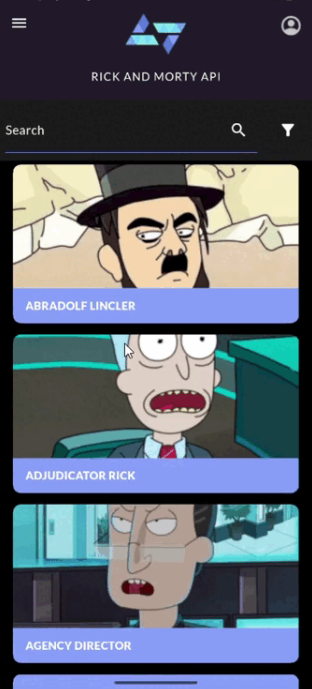 RICK AND MORTY API
Search
ABRADOLF LINCLER
ADJUDICATOR RICK
AGENCY DIRECTOR